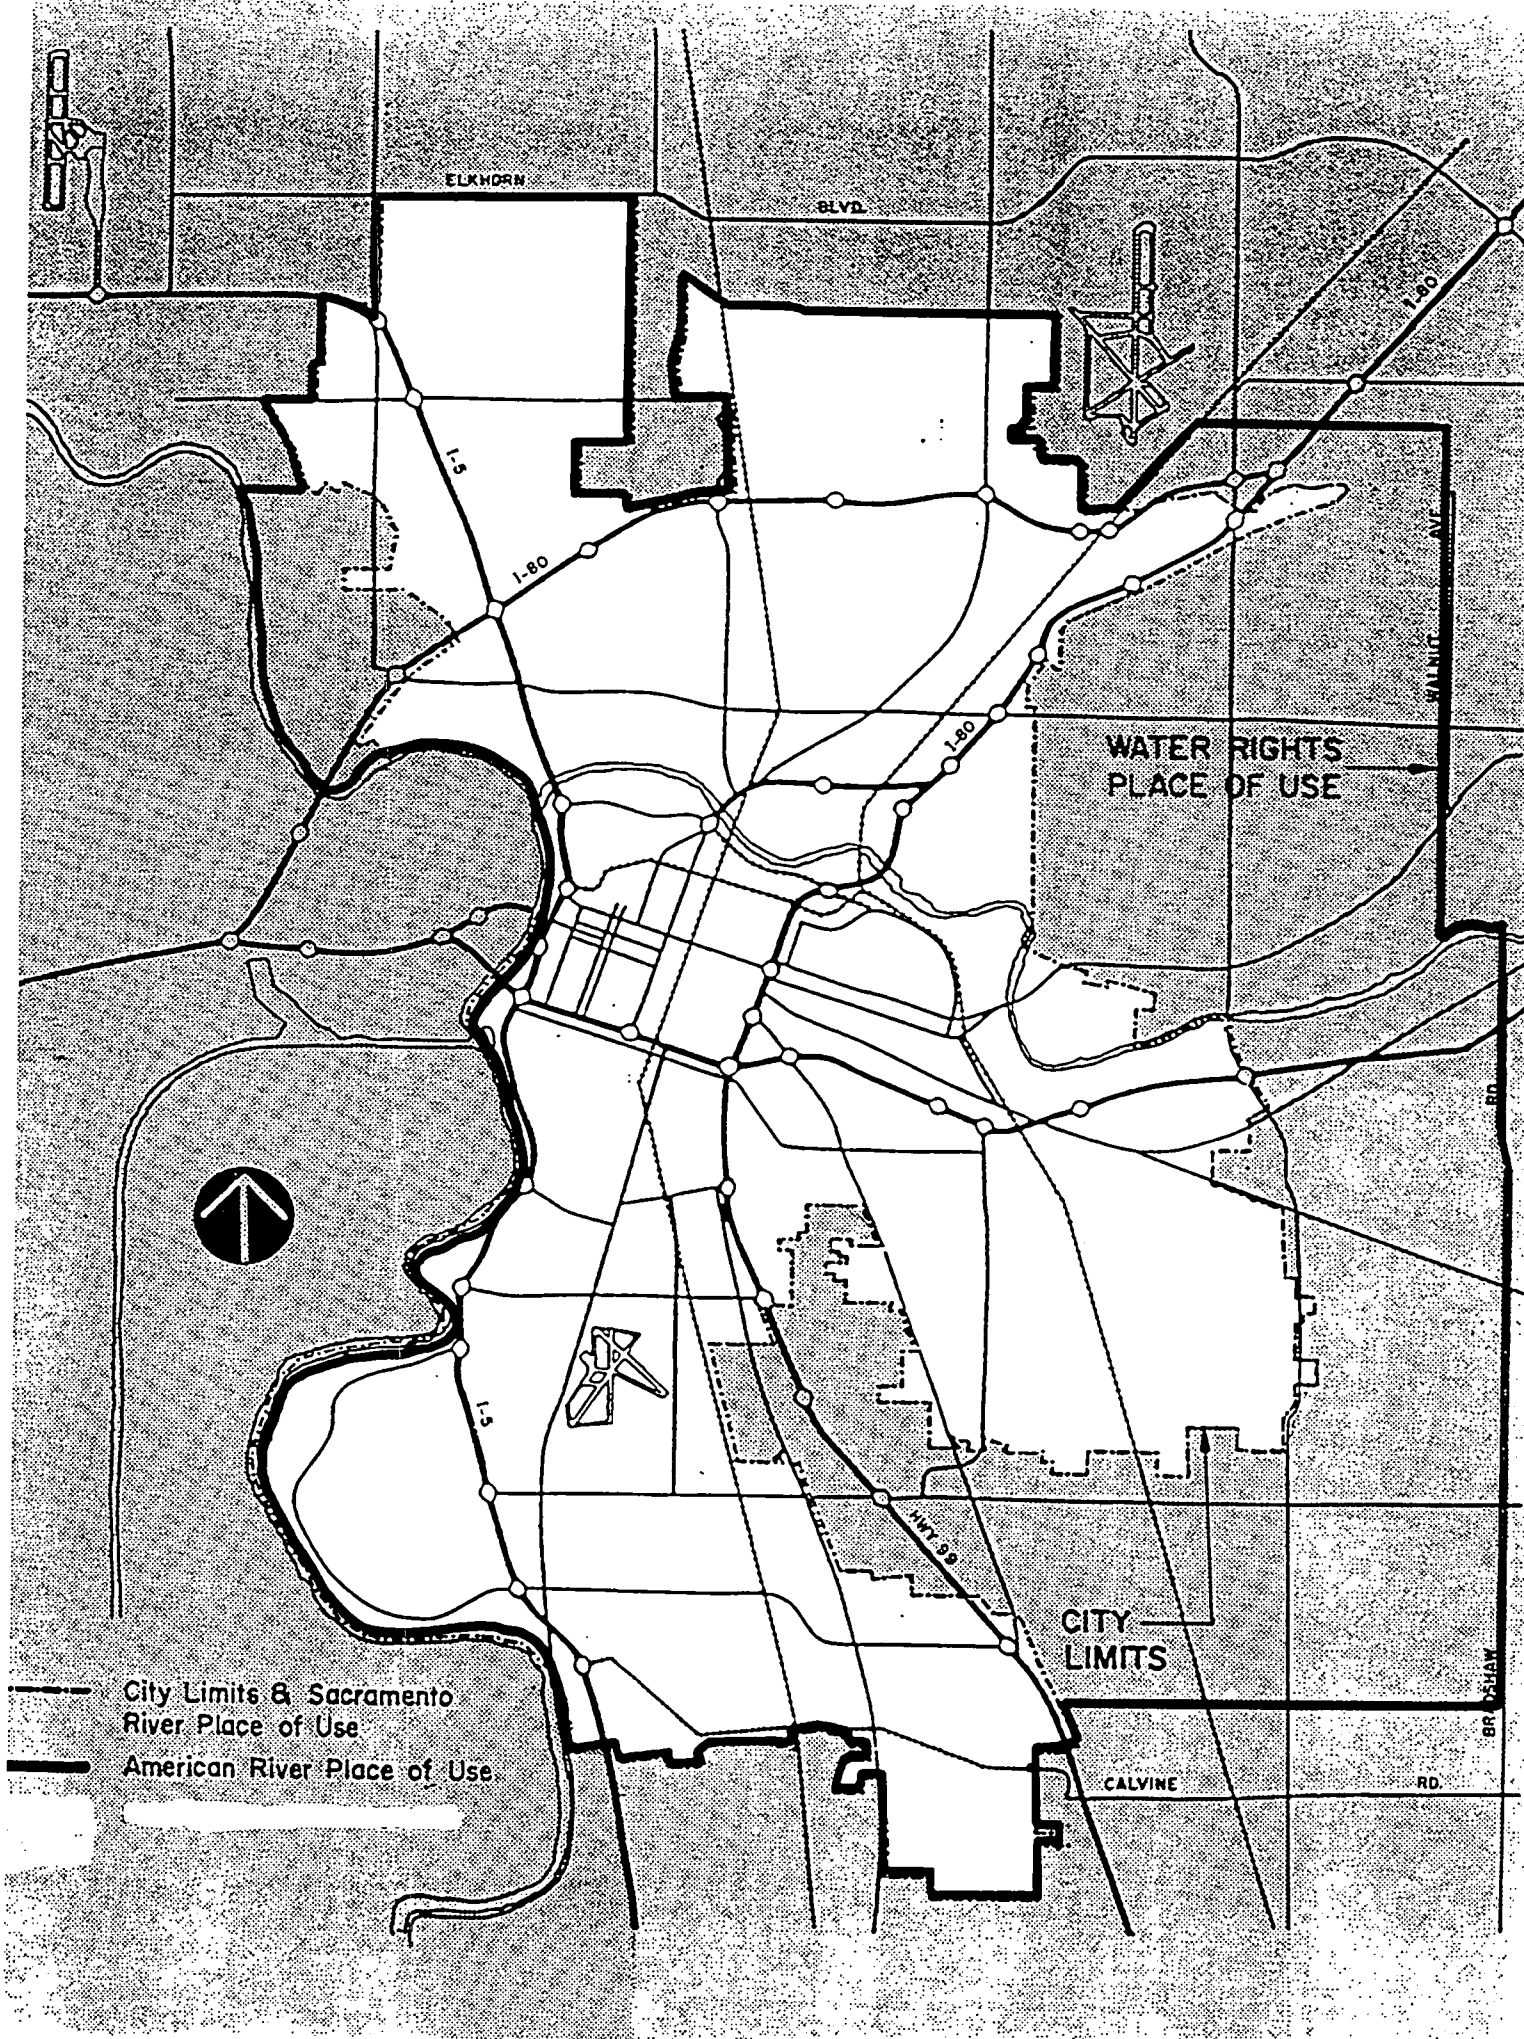 ELKHORN
BLVD.
I-80
I-5
I-80
AVE
WALNUT
I-80
WATER RIGHTS
PLACE OF USE
RD.
I-5
HWY 99
CITY
LIMITS
BRADSHAW
City Limits & Sacramento
River Place of Use
American River Place of Use
CALVINE
RD.